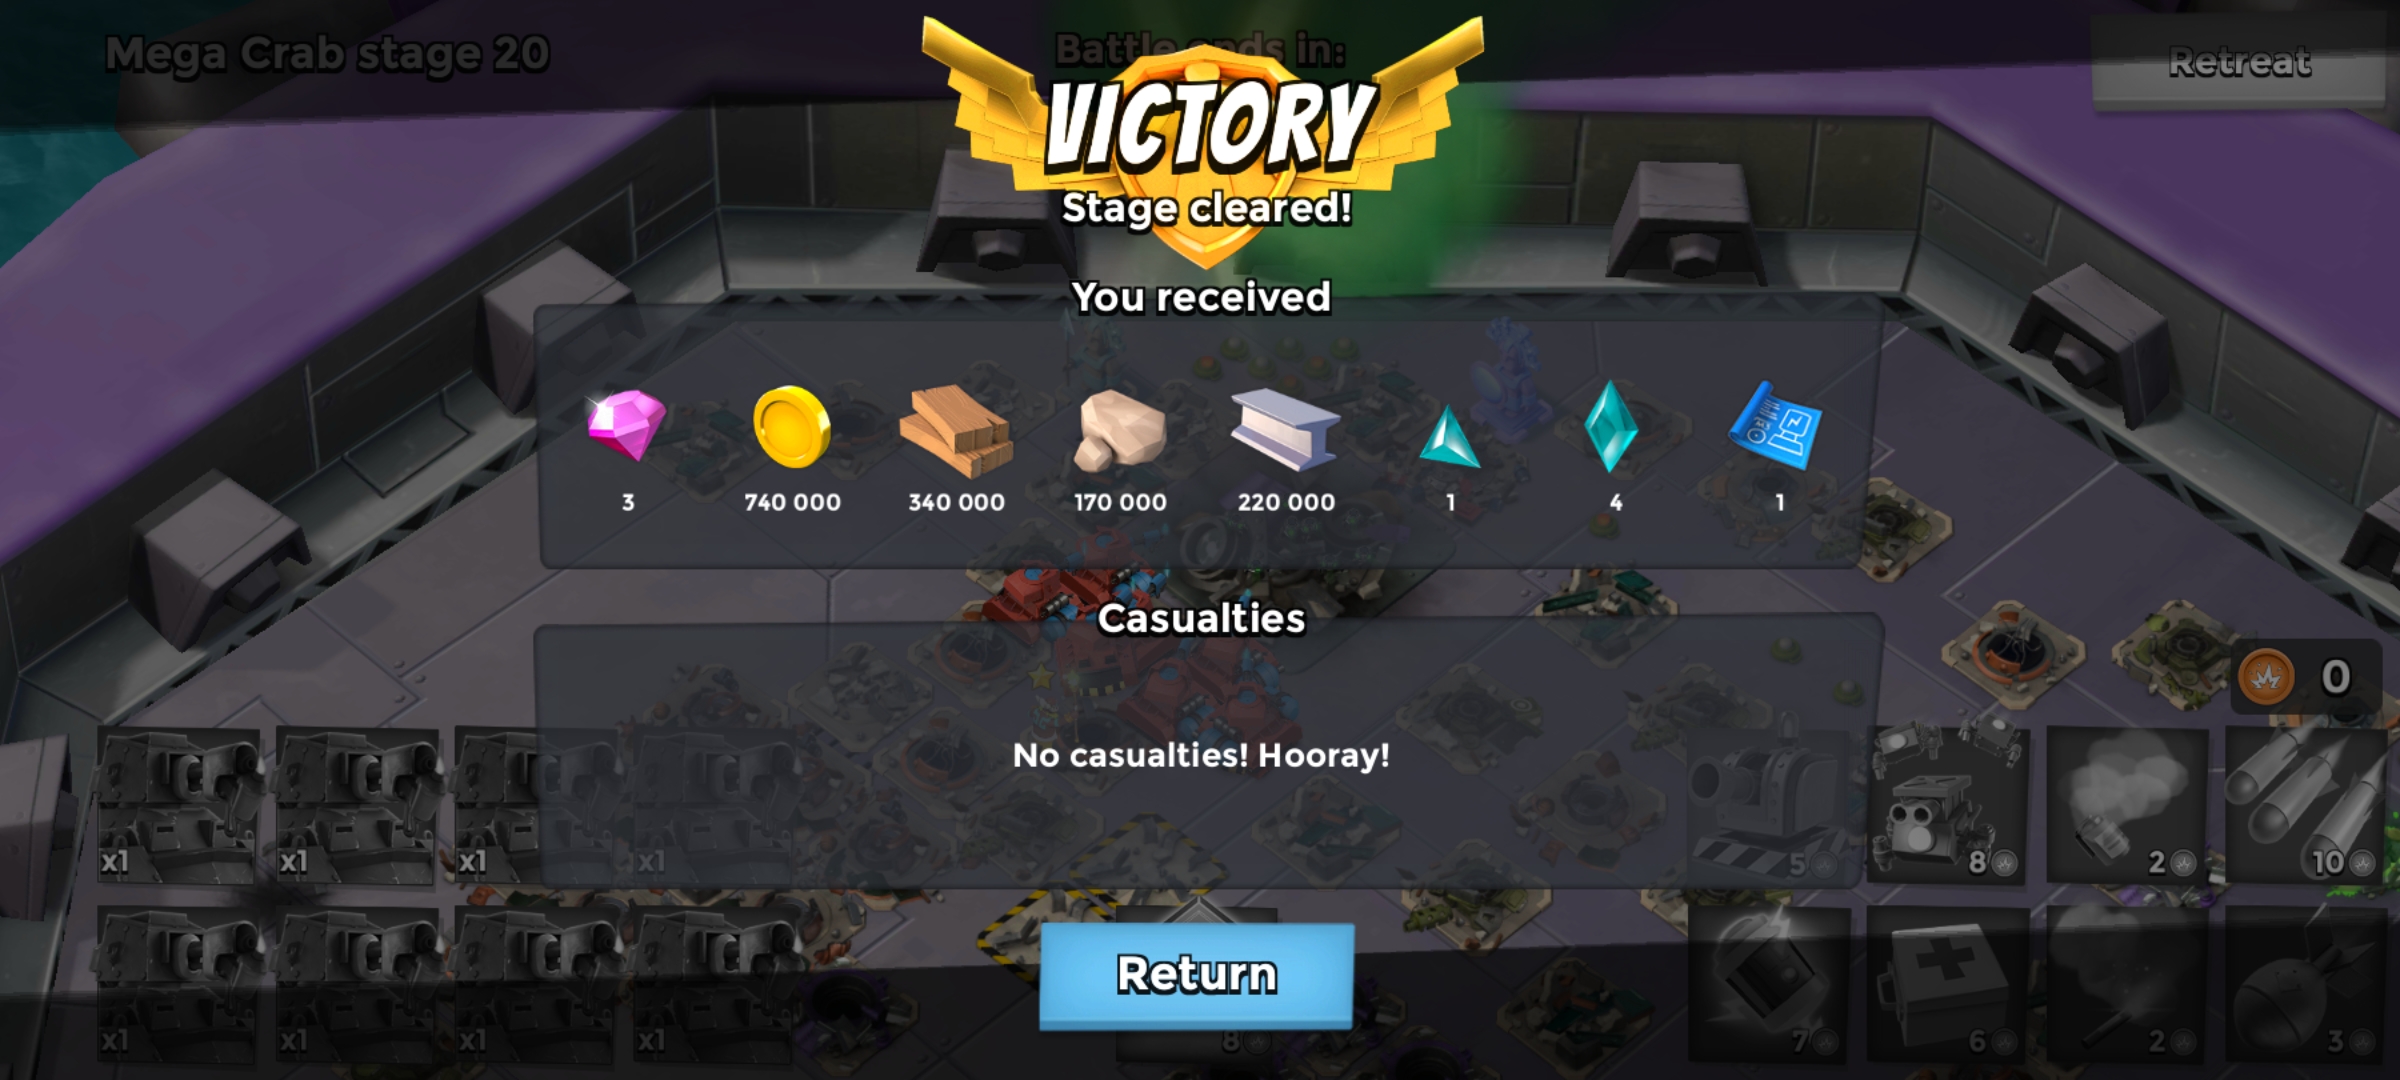 Mega Crab stage 20
Battle ends in:
Retreat
VICTORY
Stage cleared!
You received
3
740 000
340 000
170 000
220 000
1
4
1
Casualties
No casualties! Hooray!
0
x1
x1
x1
x1
5
8
2
10
Return
x1
x1
x1
x1
8
7
6
2
3